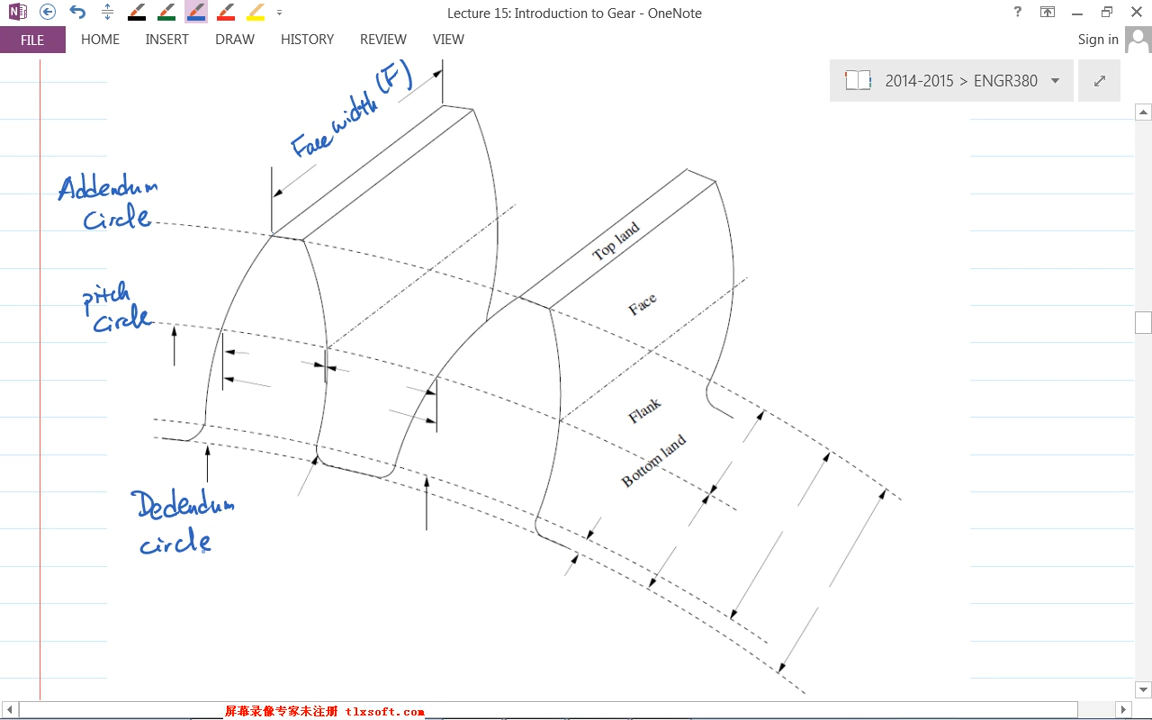 Lecture 15: Introduction to Gear - OneNote
?
FILE HOME INSERT DRAW HISTORY REVIEW VIEW
Sign in
2014-2015 > ENGR380
Face width (F)
Addendum
Circle
pitch
Circle
Top land
Face
Flank
Bottom land
Dedendum
circle
屏幕录像专家未注册 tlxsoft.com